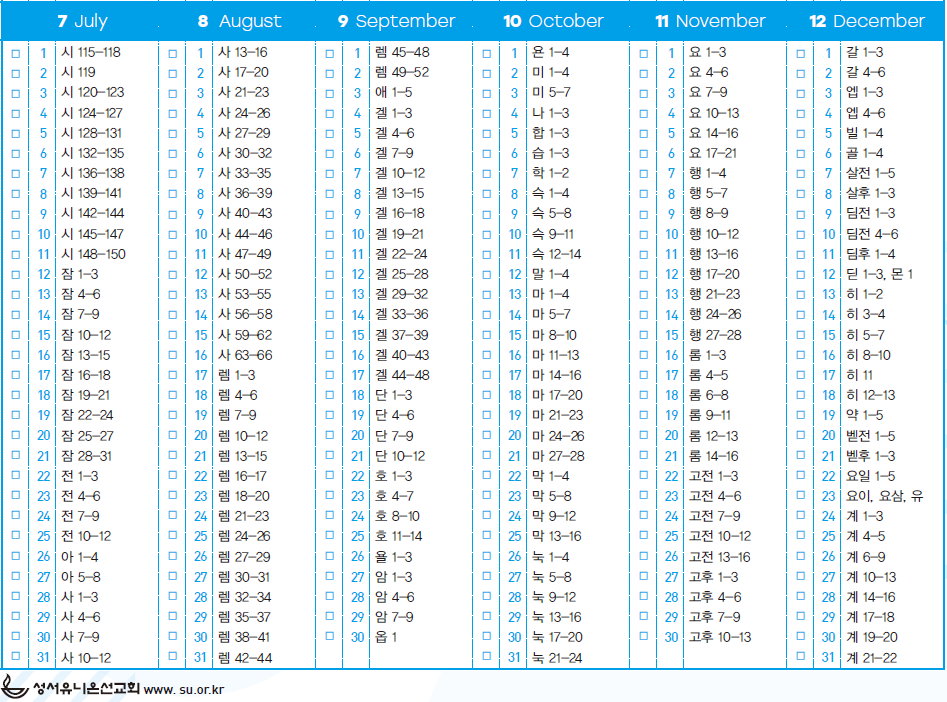 7 July 8 August 9 September 10 October 11 November 12 December
1 시 115–118 1 사 13–16 1 렘 45–48 1 욘 1–4 1 요 1–3 1 갈 1–3
2 시 119 2 사 17–20 2 렘 49–52 2 미 1–4 2 요 4–6 2 갈 4–6
3 시 120–123 3 사 21–23 3 애 1–5 3 미 5–7 3 요 7–9 3 엡 1–3
4 시 124–127 4 사 24–26 4 겔 1–3 4 나 1–3 4 요 10–13 4 엡 4–6
5 시 128–131 5 사 27–29 5 겔 4–6 5 합 1–3 5 요 14–16 5 빌 1–4
6 시 132–135 6 사 30–32 6 겔 7–9 6 습 1–3 6 요 17–21 6 골 1–4
7 시 136–138 7 사 33–35 7 겔 10–12 7 학 1–2 7 행 1–4 7 살전 1–5
8 시 139–141 8 사 36–39 8 겔 13–15 8 슥 1–4 8 행 5–7 8 살후 1–3
9 시 142–144 9 사 40–43 9 겔 16–18 9 슥 5–8 9 행 8–9 9 딤전 1–3
10 시 145–147 10 사 44–46 10 겔 19–21 10 슥 9–11 10 행 10–12 10 딤전 4–6
11 시 148–150 11 사 47–49 11 겔 22–24 11 슥 12–14 11 행 13–16 11 딤후 1–4
12 잠 1–3 12 사 50–52 12 겔 25–28 12 말 1–4 12 행 17–20 12 딛 1–3, 몬 1
13 잠 4–6 13 사 53–55 13 겔 29–32 13 마 1–4 13 행 21–23 13 히 1–2
14 잠 7–9 14 사 56–58 14 겔 33–36 14 마 5–7 14 행 24–26 14 히 3–4
15 잠 10–12 15 사 59–62 15 겔 37–39 15 마 8–10 15 행 27–28 15 히 5–7
16 잠 13–15 16 사 63–66 16 겔 40–43 16 마 11–13 16 롬 1–3 16 히 8–10
17 잠 16–18 17 렘 1–3 17 겔 44–48 17 마 14–16 17 롬 4–5 17 히 11
18 잠 19–21 18 렘 4–6 18 단 1–3 18 마 17–20 18 롬 6–8 18 히 12–13
19 잠 22–24 19 렘 7–9 19 단 4–6 19 마 21–23 19 롬 9–11 19 약 1–5
20 잠 25–27 20 렘 10–12 20 단 7–9 20 마 24–26 20 롬 12–13 20 벧전 1–5
21 잠 28–31 21 렘 13–15 21 단 10–12 21 마 27–28 21 롬 14–16 21 벧후 1–3
22 전 1–3 22 렘 16–17 22 호 1–3 22 막 1–4 22 고전 1–3 22 요일 1–5
23 전 4–6 23 렘 18–20 23 호 4–7 23 막 5–8 23 고전 4–6 23 요이, 요삼, 유
24 전 7–9 24 렘 21–23 24 호 8–10 24 막 9–12 24 고전 7–9 24 계 1–3
25 전 10–12 25 렘 24–26 25 호 11–14 25 막 13–16 25 고전 10–12 25 계 4–5
26 아 1–4 26 렘 27–29 26 욜 1–3 26 눅 1–4 26 고전 13–16 26 계 6–9
27 아 5–8 27 렘 30–31 27 암 1–3 27 눅 5–8 27 고후 1–3 27 계 10–13
28 사 1–3 28 렘 32–34 28 암 4–6 28 눅 9–12 28 고후 4–6 28 계 14–16
29 사 4–6 29 렘 35–37 29 암 7–9 29 눅 13–16 29 고후 7–9 29 계 17–18
30 사 7–9 30 렘 38–41 30 옵 1 30 눅 17–20 30 고후 10–13 30 계 19–20
31 사 10–12 31 렘 42–44 31 눅 21–24 31 계 21–22
성서유니온선교회 www. su.or.kr